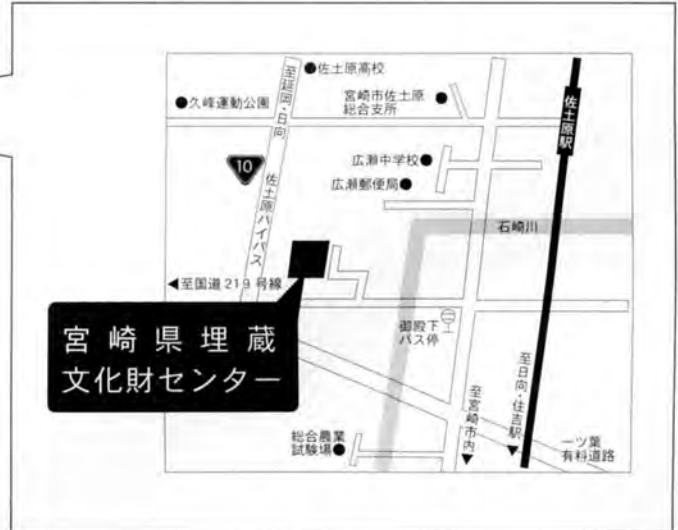 佐土原高校
久峰運動公園
至延岡・日向
宮崎市佐土原
総合支所
佐土原駅
10
佐土原バイパス
広瀬中学校
広瀬郵便局
石崎川
◀至国道219号線
宮崎県埋蔵
文化財センター
御殿下
バス停
至宮崎市内
至日向・住吉駅
総合農業
試験場
一ツ葉
有料道路